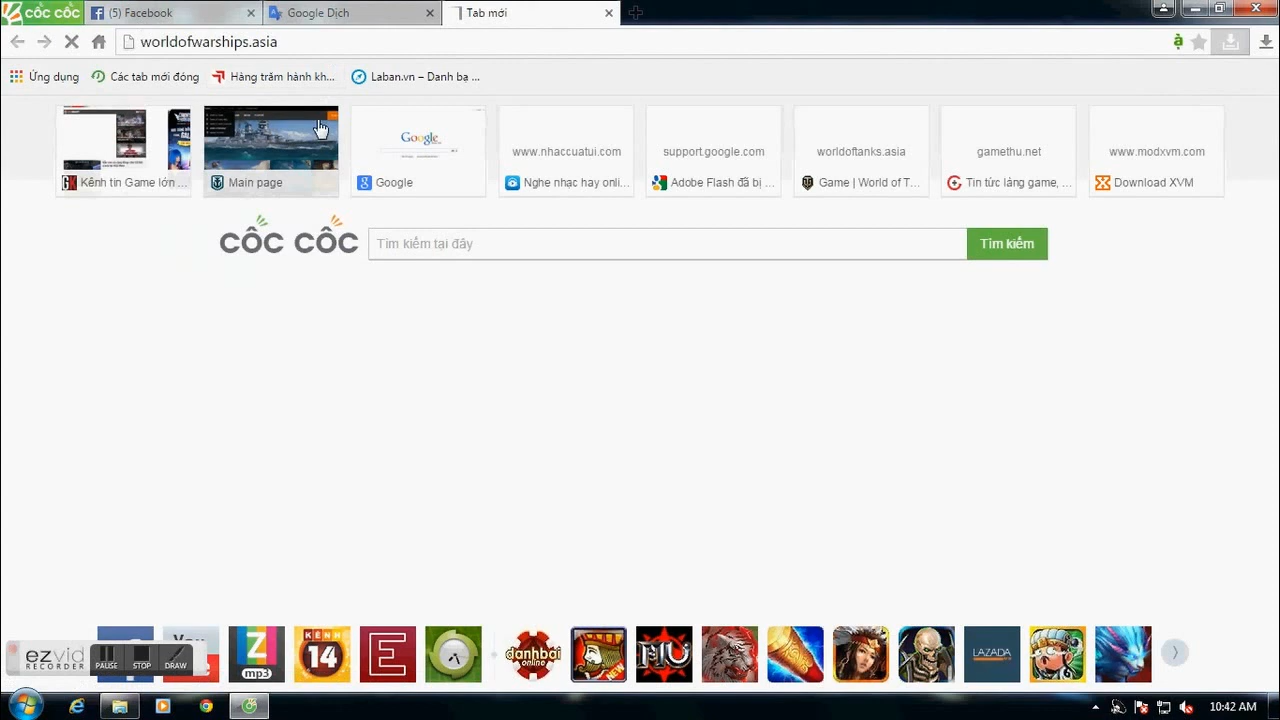 CỐC CỐC
(5) Facebook
Google Dịch
Tab mới
worldofwarships.asia
Ứng dụng
Các tab mới đóng
Hàng trăm hành kh...
Laban.vn – Danh bạ ...
Google
www.nhaccuatui.com
support.google.com
worldoftanks.asia
gamethu.net
www.modxvm.com
Kênh tin Game lớn ...
Main page
Google
Nghe nhạc hay onli...
Adobe Flash đã bị ...
Game | World of T...
Tin tức làng game, ...
Download XVM
CỐC CỐC
Tìm kiếm tại đây
Tìm kiếm
ezvid
RECORDER
PAUSE
STOP
DRAW
You
Z
mp3
KÊNH
14
E
danhbai
online
MU
LAZADA
10:42 AM